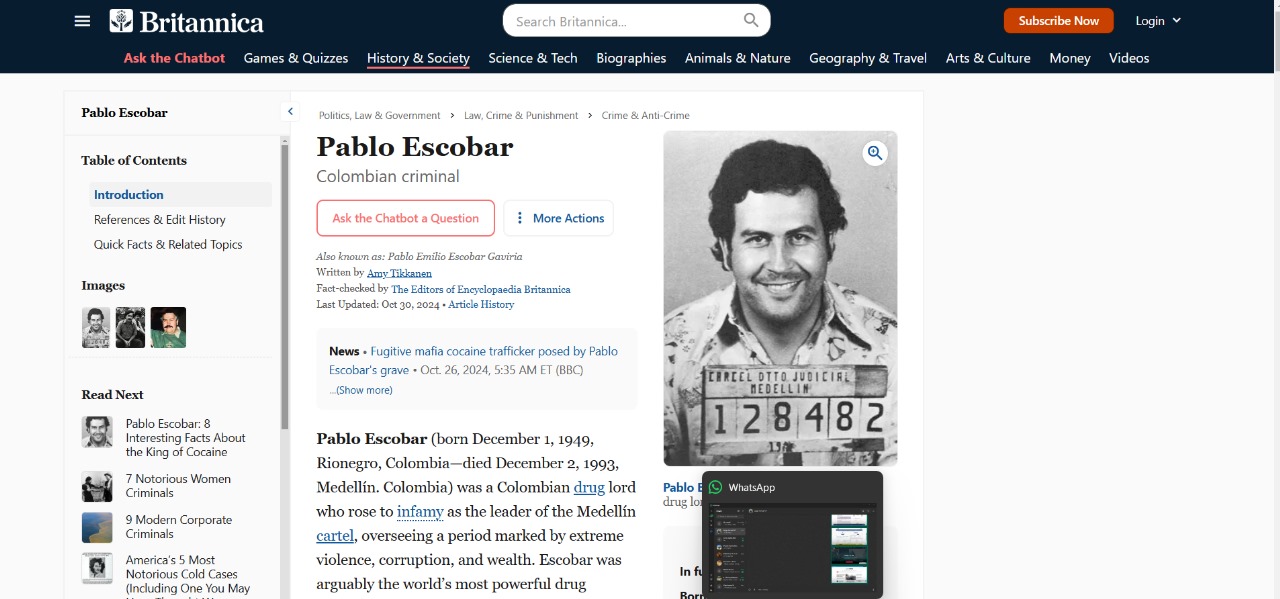 Britannica
Search Britannica...
Subscribe Now
Login
Ask the Chatbot
Games & Quizzes
History & Society
Science & Tech
Biographies
Animals & Nature
Geography & Travel
Arts & Culture
Money
Videos
Pablo Escobar
Table of Contents
Introduction
References & Edit History
Quick Facts & Related Topics
Images
Read Next
Pablo Escobar: 8
Interesting Facts About
the King of Cocaine
7 Notorious Women
Criminals
9 Modern Corporate
Criminals
America's 5 Most
Notorious Cold Cases
(Including One You May
Politics, Law & Government > Law, Crime & Punishment > Crime & Anti-Crime
Pablo Escobar
Colombian criminal
Ask the Chatbot a Question
More Actions
Also known as: Pablo Emilio Escobar Gaviria
Written by Amy Tikkanen
Fact-checked by The Editors of Encyclopaedia Britannica
Last Updated: Oct 30, 2024 • Article History
News • Fugitive mafia cocaine trafficker posed by Pablo
Escobar's grave • Oct. 26, 2024, 5:35 AM ET (BBC)
...(Show more)
Pablo Escobar (born December 1, 1949,
Rionegro, Colombia—died December 2, 1993,
Medellín, Colombia) was a Colombian drug lord
who rose to infamy as the leader of the Medellín
cartel, overseeing a period marked by extreme
violence and immense wealth. Escobar was
arguably the world's most powerful drug
CARCEL OTTO. JUDICIAL
MEDELLIN
128482
Pablo E
drug lo
In fu
Born
WhatsApp